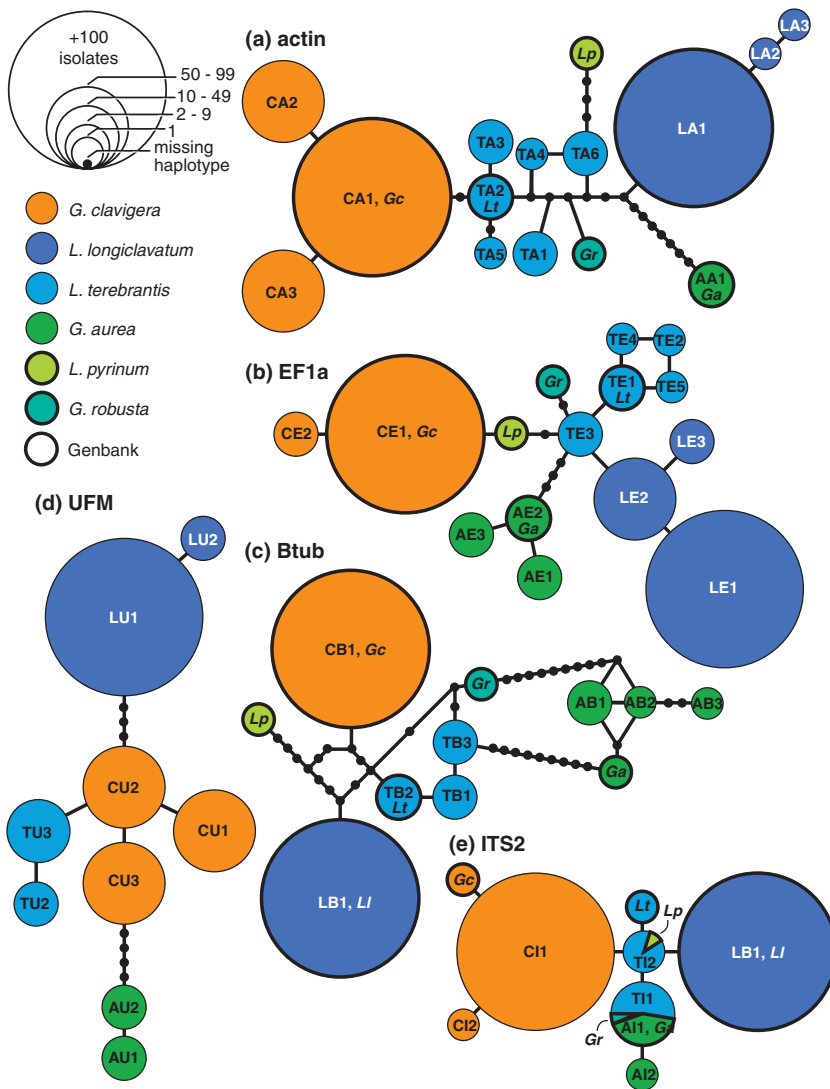 +100
isolates
50 - 99
10 - 49
2 - 9
1
missing
haplotype
G. clavigera
L. longiclavatum
L. terebrantis
G. aurea
L. pyrinum
G. robusta
Genbank
(a) actin
CA2
CA1, Gc
CA3
TA3
TA2
Lt
TA5
TA4
TA6
Lp
TA1
Gr
LA1
LA2
LA3
AA1
Ga
(b) EF1a
CE2
CE1, Gc
Lp
Gr
TE3
TE4
TE2
TE1
Lt
TE5
LE3
LE2
LE1
AE2
Ga
AE3
AE1
(c) Btub
CB1, Gc
Lp
Gr
TB3
TB2
Lt
TB1
AB1
AB2
AB3
Ga
LB1, Ll
(d) UFM
LU2
LU1
CU2
TU3
CU1
CU3
TU2
AU2
AU1
(e) ITS2
Gc
CI1
CI2
Lt
Lp
TI2
LB1, Ll
TI1
AI1, Ga
Gr
AI2